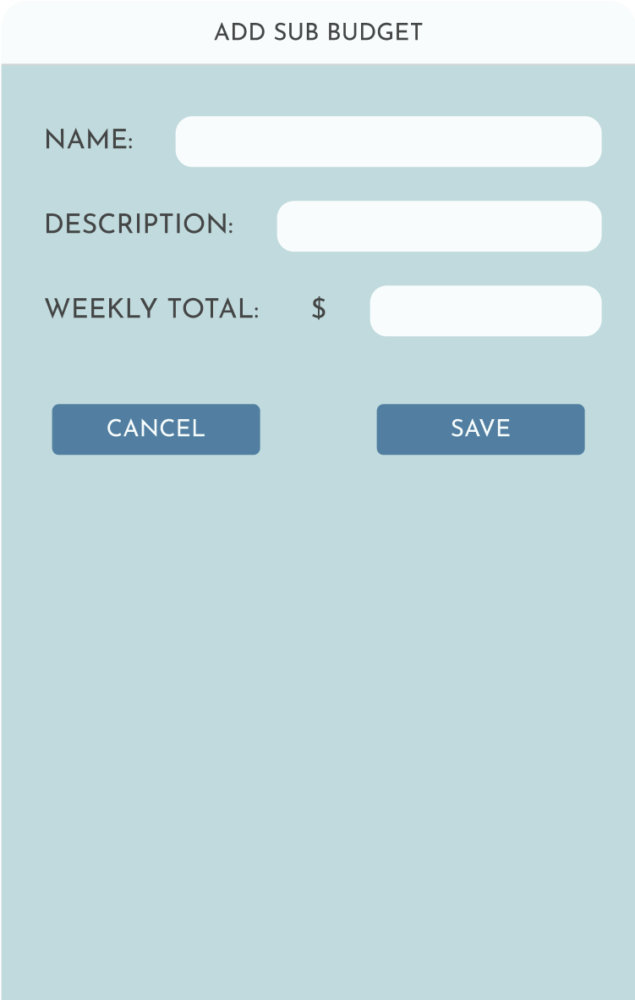 ADD SUB BUDGET
NAME:
DESCRIPTION:
WEEKLY TOTAL: $
CANCEL SAVE